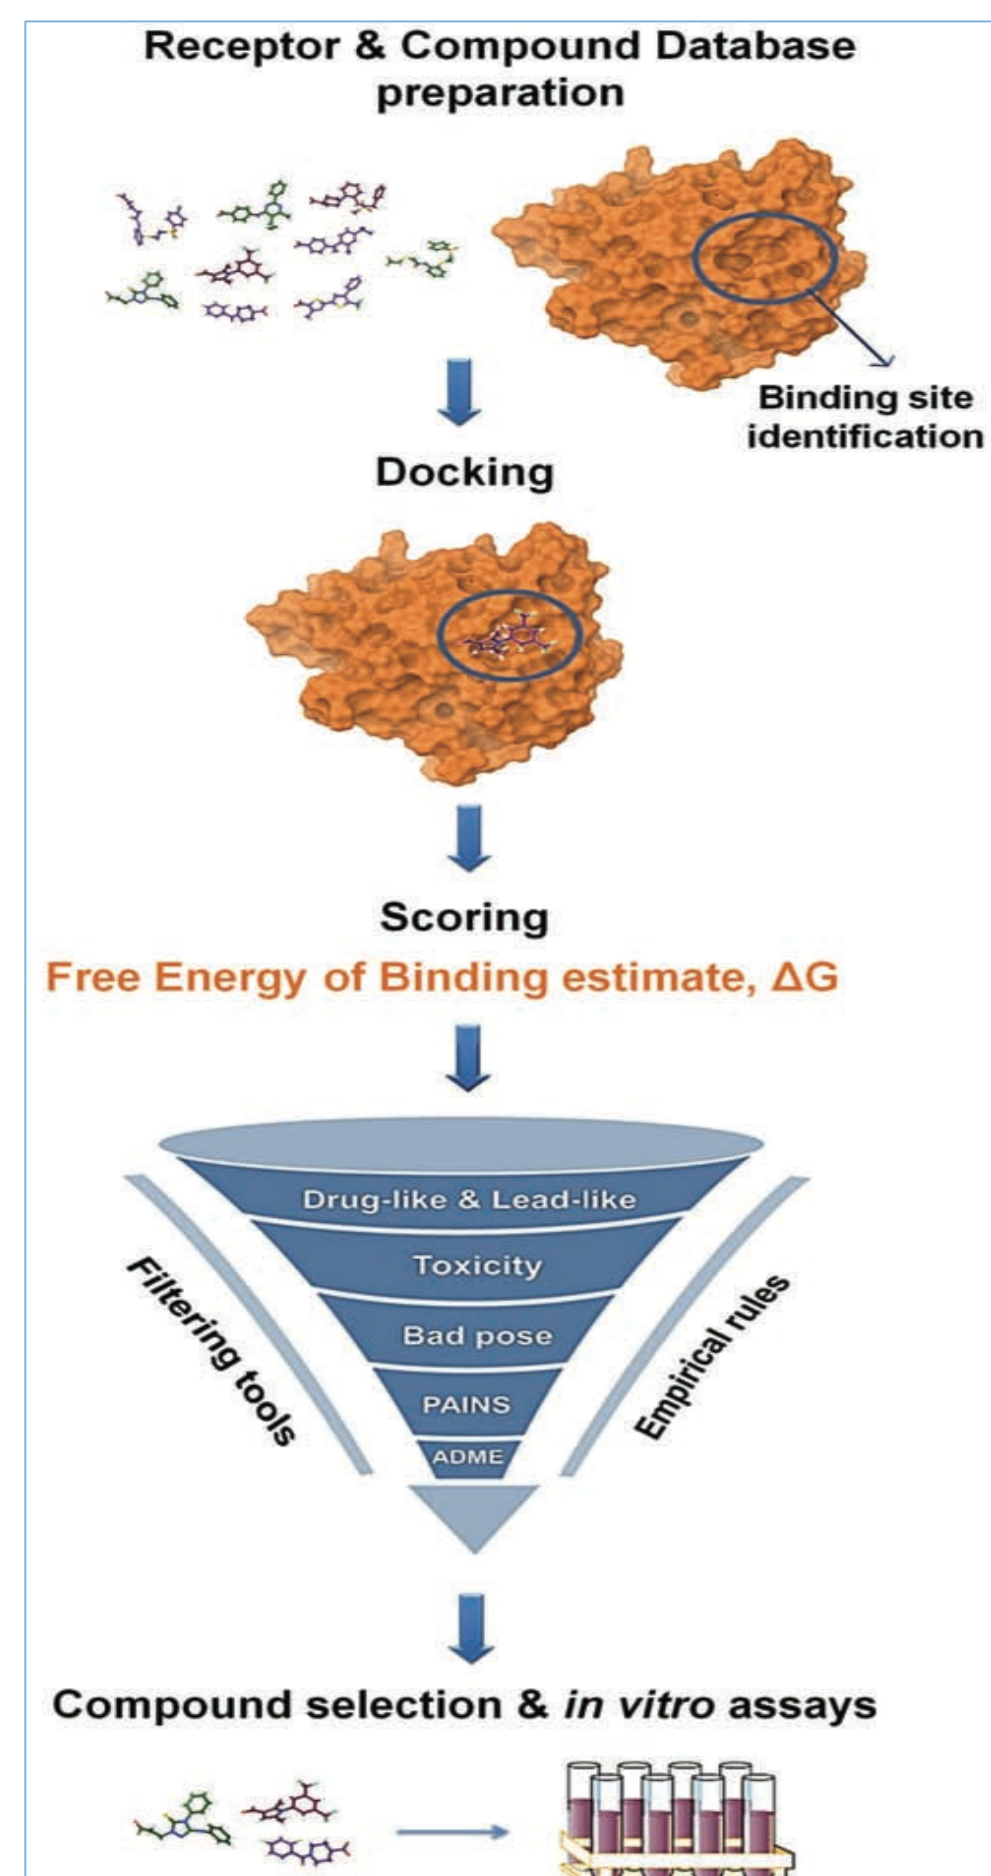 Receptor & Compound Database
preparation
Binding site
identification
Docking
Scoring
Free Energy of Binding estimate, ΔG
Drug-like & Lead-like
Toxicity
Bad pose
PAINS
ADME
Filtering tools
Empirical rules
Compound selection & in vitro assays